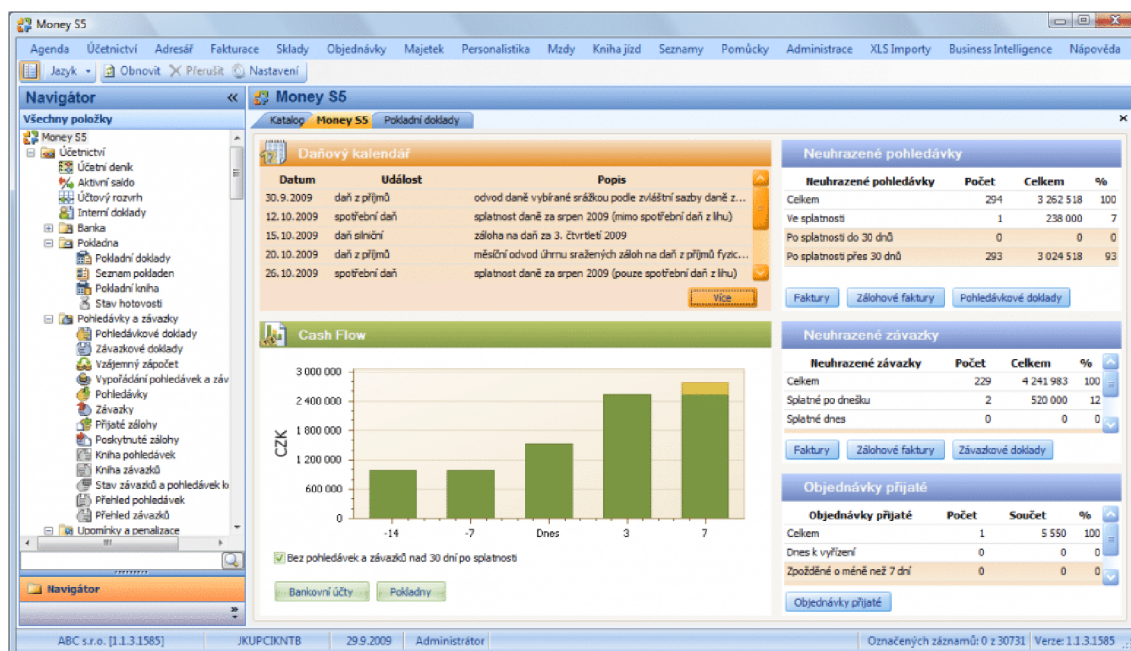 Money S5
Agenda Účetnictví Adresář Fakturace Sklady Objednávky Majetek Personalistika Mzdy Kniha jízd Seznamy Pomůcky Administrace XLS Importy Business Intelligence Nápověda
Jazyk Obnovit Přerušit Nastavení
Navigátor «
Všechny položky
Money S5
Účetnictví
Účetní deník
Aktivní saldo
Účtový rozvrh
Interní doklady
Banka
Pokladna
Pokladní doklady
Seznam pokladen
Pokladní kniha
Stav hotovosti
Pohledávky a závazky
Pohledávkové doklady
Závazkové doklady
Vzájemný zápočet
Vypořádání pohledávek a záv
Pohledávky
Závazky
Přijaté zálohy
Poskytnuté zálohy
Kniha pohledávek
Kniha závazků
Stav závazků a pohledávek k
Přehled pohledávek
Přehled závazků
Upomínky a penalizace
Navigátor
»
Money S5
Katalog Money S5 Pokladní doklady
Daňový kalendář
Datum Událost Popis
30.9.2009 daň z příjmů odvod daně vybírané srážkou podle zvláštní sazby daně z...
12.10.2009 spotřební daň splatnost daně za srpen 2009 (mimo spotřební daň z lihu)
15.10.2009 daň silniční záloha na daň za 3. čtvrtletí 2009
20.10.2009 daň z příjmů měsíční odvod úhrnu sražených záloh na daň z příjmů fyzic...
26.10.2009 spotřební daň splatnost daně za srpen 2009 (pouze spotřební daň z lihu)
Více
Cash Flow
3 000 000
2 400 000
1 800 000
1 200 000
600 000
0
CZK
-14 -7 Dnes 3 7
Bez pohledávek a závazků nad 30 dní po splatnosti
Bankovní účty Pokladny
Neuhrazené pohledávky
Neuhrazené pohledávky Počet Celkem %
Celkem 294 3 262 518 100
Ve splatnosti 1 238 000 7
Po splatnosti do 30 dnů 0 0 0
Po splatnosti přes 30 dnů 293 3 024 518 93
Faktury Zálohové faktury Pohledávkové doklady
Neuhrazené závazky
Neuhrazené závazky Počet Celkem %
Celkem 229 4 241 983 100
Splatné po dnešku 2 520 000 12
Splatné dnes 0 0 0
Faktury Zálohové faktury Závazkové doklady
Objednávky přijaté
Objednávky přijaté Počet Součet %
Celkem 1 5 550 100
Dnes k vyřízení 0 0 0
Zpožděné o méně než 7 dní 0 0 0
Objednávky přijaté
ABC s.r.o. [1.1.3.1585] JKUPCIKNTB 29.9.2009 Administrátor Označených záznamů: 0 z 30731 Verze: 1.1.3.1585